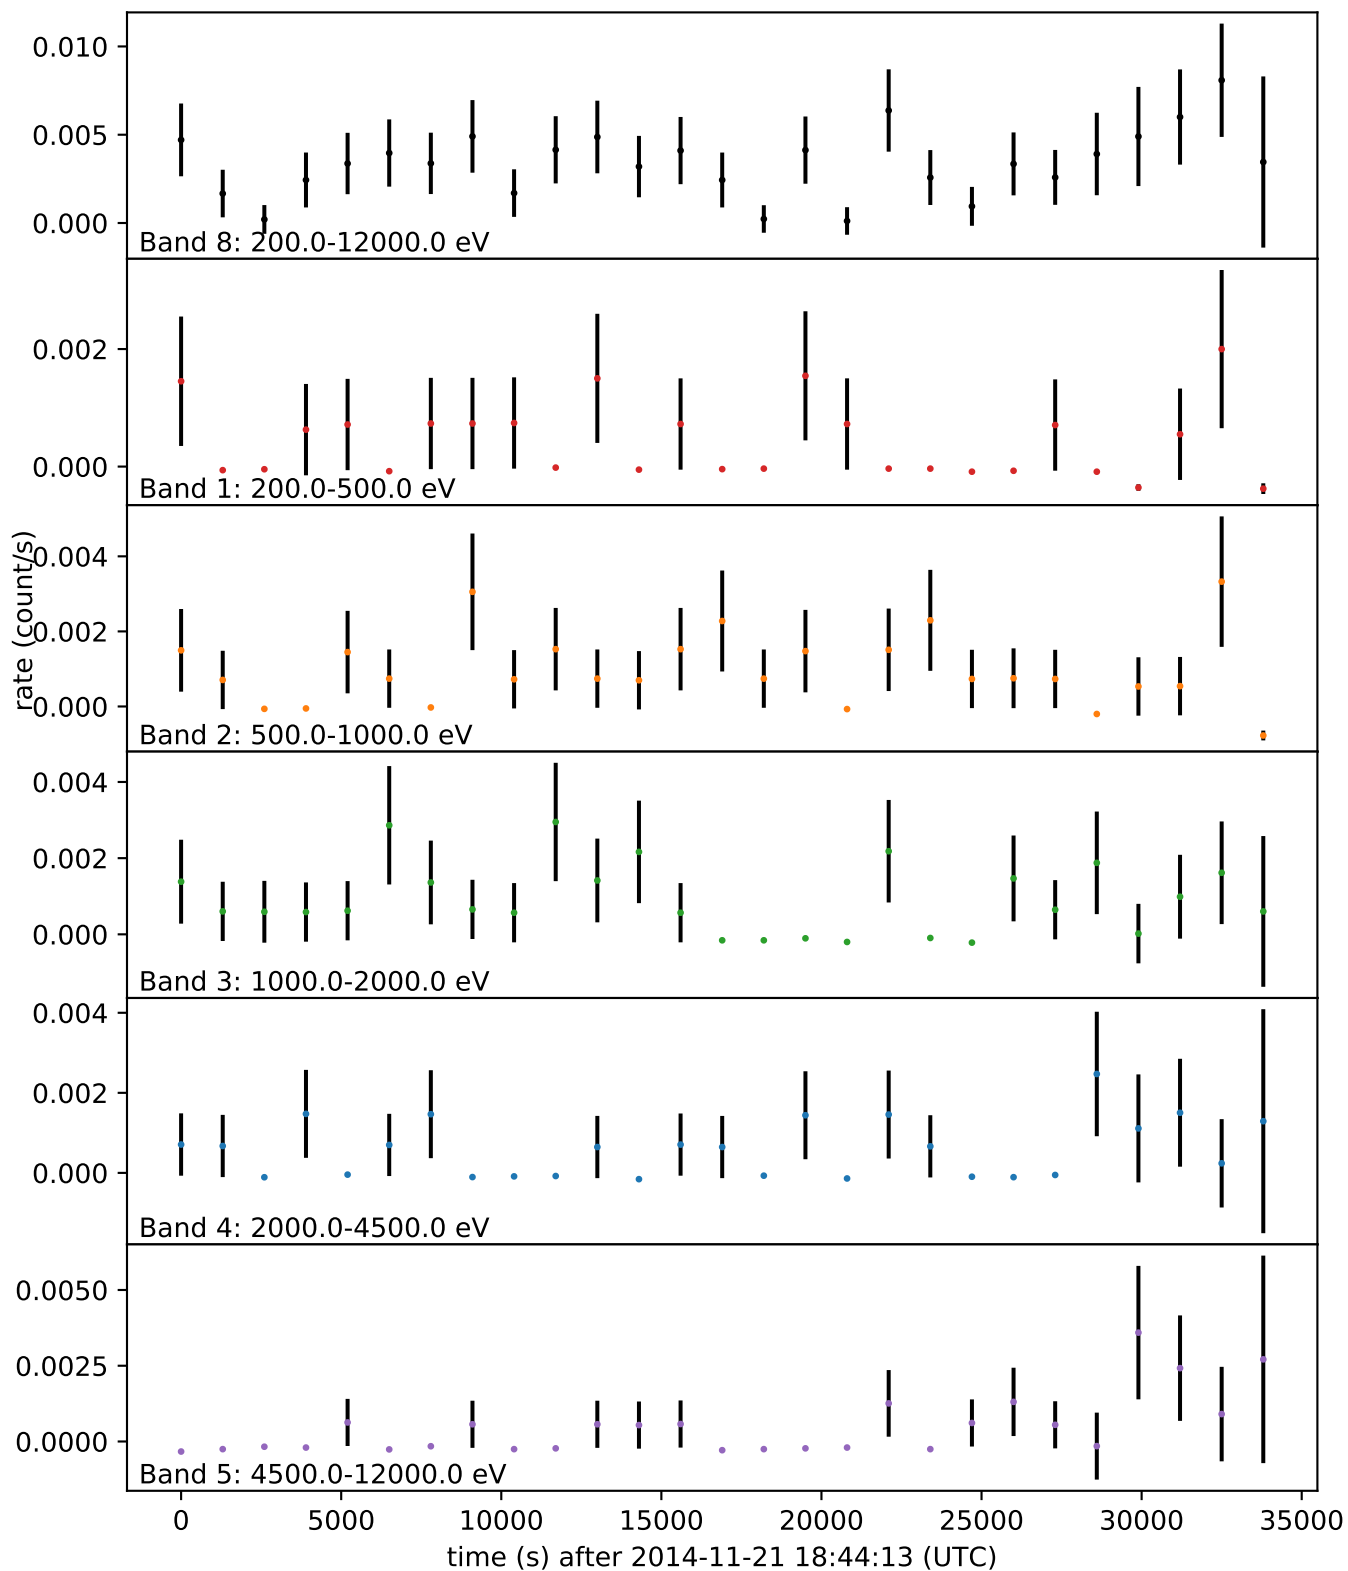 0.010
0.005
0.000
Band 8: 200.0-12000.0 eV
0.002
0.000
Band 1: 200.0-500.0 eV
rate (count/s)
0.004
0.002
0.000
Band 2: 500.0-1000.0 eV
0.004
0.002
0.000
Band 3: 1000.0-2000.0 eV
0.004
0.002
0.000
Band 4: 2000.0-4500.0 eV
0.0050
0.0025
0.0000
Band 5: 4500.0-12000.0 eV
0 5000 10000 15000 20000 25000 30000 35000
time (s) after 2014-11-21 18:44:13 (UTC)